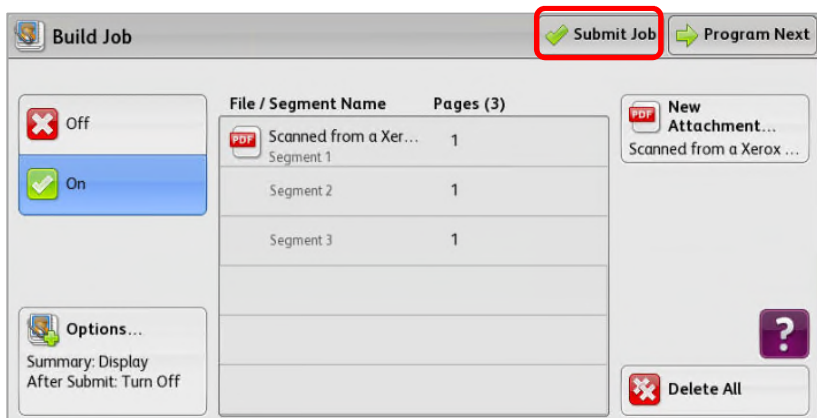 Build Job
Submit Job
Program Next
Off
On
File / Segment Name Pages (3)
PDF Scanned from a Xer... 1
Segment 1
Segment 2 1
Segment 3 1
PDF New
Attachment...
Scanned from a Xerox ...
Options...
Summary: Display
After Submit: Turn Off
?
Delete All